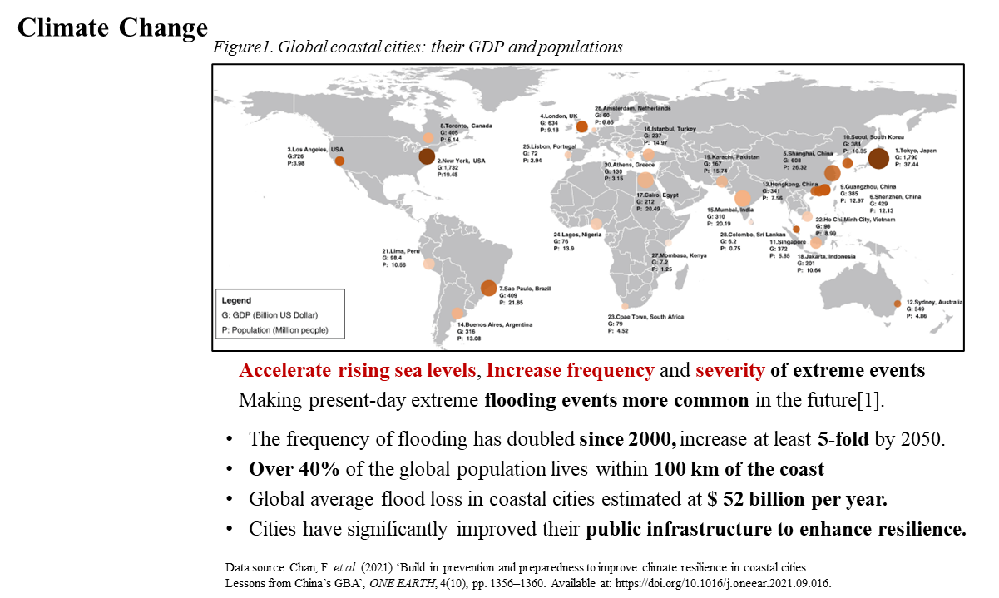 Climate Change
Figure1. Global coastal cities: their GDP and populations
8.Toronto, Canada
G: 405
P: 6.14
3.Los Angeles, USA
G:726
P:3.98
2.New York, USA
G:1,732
P:19.45
4.London, UK
G: 634
P: 9.18
26.Amsterdam, Netherlands
G: 60
P: 0.86
16.Istanbul, Turkey
G: 237
P: 14.97
25.Lisbon, Portugal
G: 72
P: 2.94
20.Athens, Greece
G: 130
P: 3.15
19.Karachi, Pakistan
G: 167
P: 15.74
5.Shanghai, China
G: 608
P: 26.32
10.Seoul, South Korea
G: 384
P: 10.35
1.Tokyo, Japan
G: 1,790
P: 37.44
17.Cairo, Egypt
G: 212
P: 20.49
13.Hongkong, China
G: 341
P: 7.56
9.Guangzhou, China
G: 385
P: 12.97
6.Shenzhen, China
G: 429
P: 12.13
15.Mumbai, India
G: 310
P: 20.19
22.Ho Chi Minh City, Vietnam
G: 98
P: 8.99
24.Lagos, Nigeria
G: 76
P: 13.9
28.Colombo, Sri Lankan
G: 6.2
P: 0.75
11.Singapore
G: 372
P: 5.85
21.Lima, Peru
G: 98.4
P: 10.56
27.Mombasa, Kenya
G: 7.2
P: 1.25
18.Jakarta, Indonesia
G: 201
P: 10.64
7.Sao Paulo, Brazil
G: 409
P: 21.85
12.Sydney, Australia
G: 349
P: 4.86
23.Cpae Town, South Africa
G: 79
P: 4.52
14.Buenos Aires, Argentina
G: 316
P: 13.08
Legend
G: GDP (Billion US Dollar)
P: Population (Million people)
Accelerate rising sea levels, Increase frequency and severity of extreme events
Making present-day extreme flooding events more common in the future[1].
• The frequency of flooding has doubled since 2000, increase at least 5-fold by 2050.
• Over 40% of the global population lives within 100 km of the coast
• Global average flood loss in coastal cities estimated at $ 52 billion per year.
• Cities have significantly improved their public infrastructure to enhance resilience.
Data source: Chan, F. et al. (2021) ‘Build in prevention and preparedness to improve climate resilience in coastal cities:
Lessons from China’s GBA’, ONE EARTH, 4(10), pp. 1356–1360. Available at: https://doi.org/10.1016/j.oneear.2021.09.016.